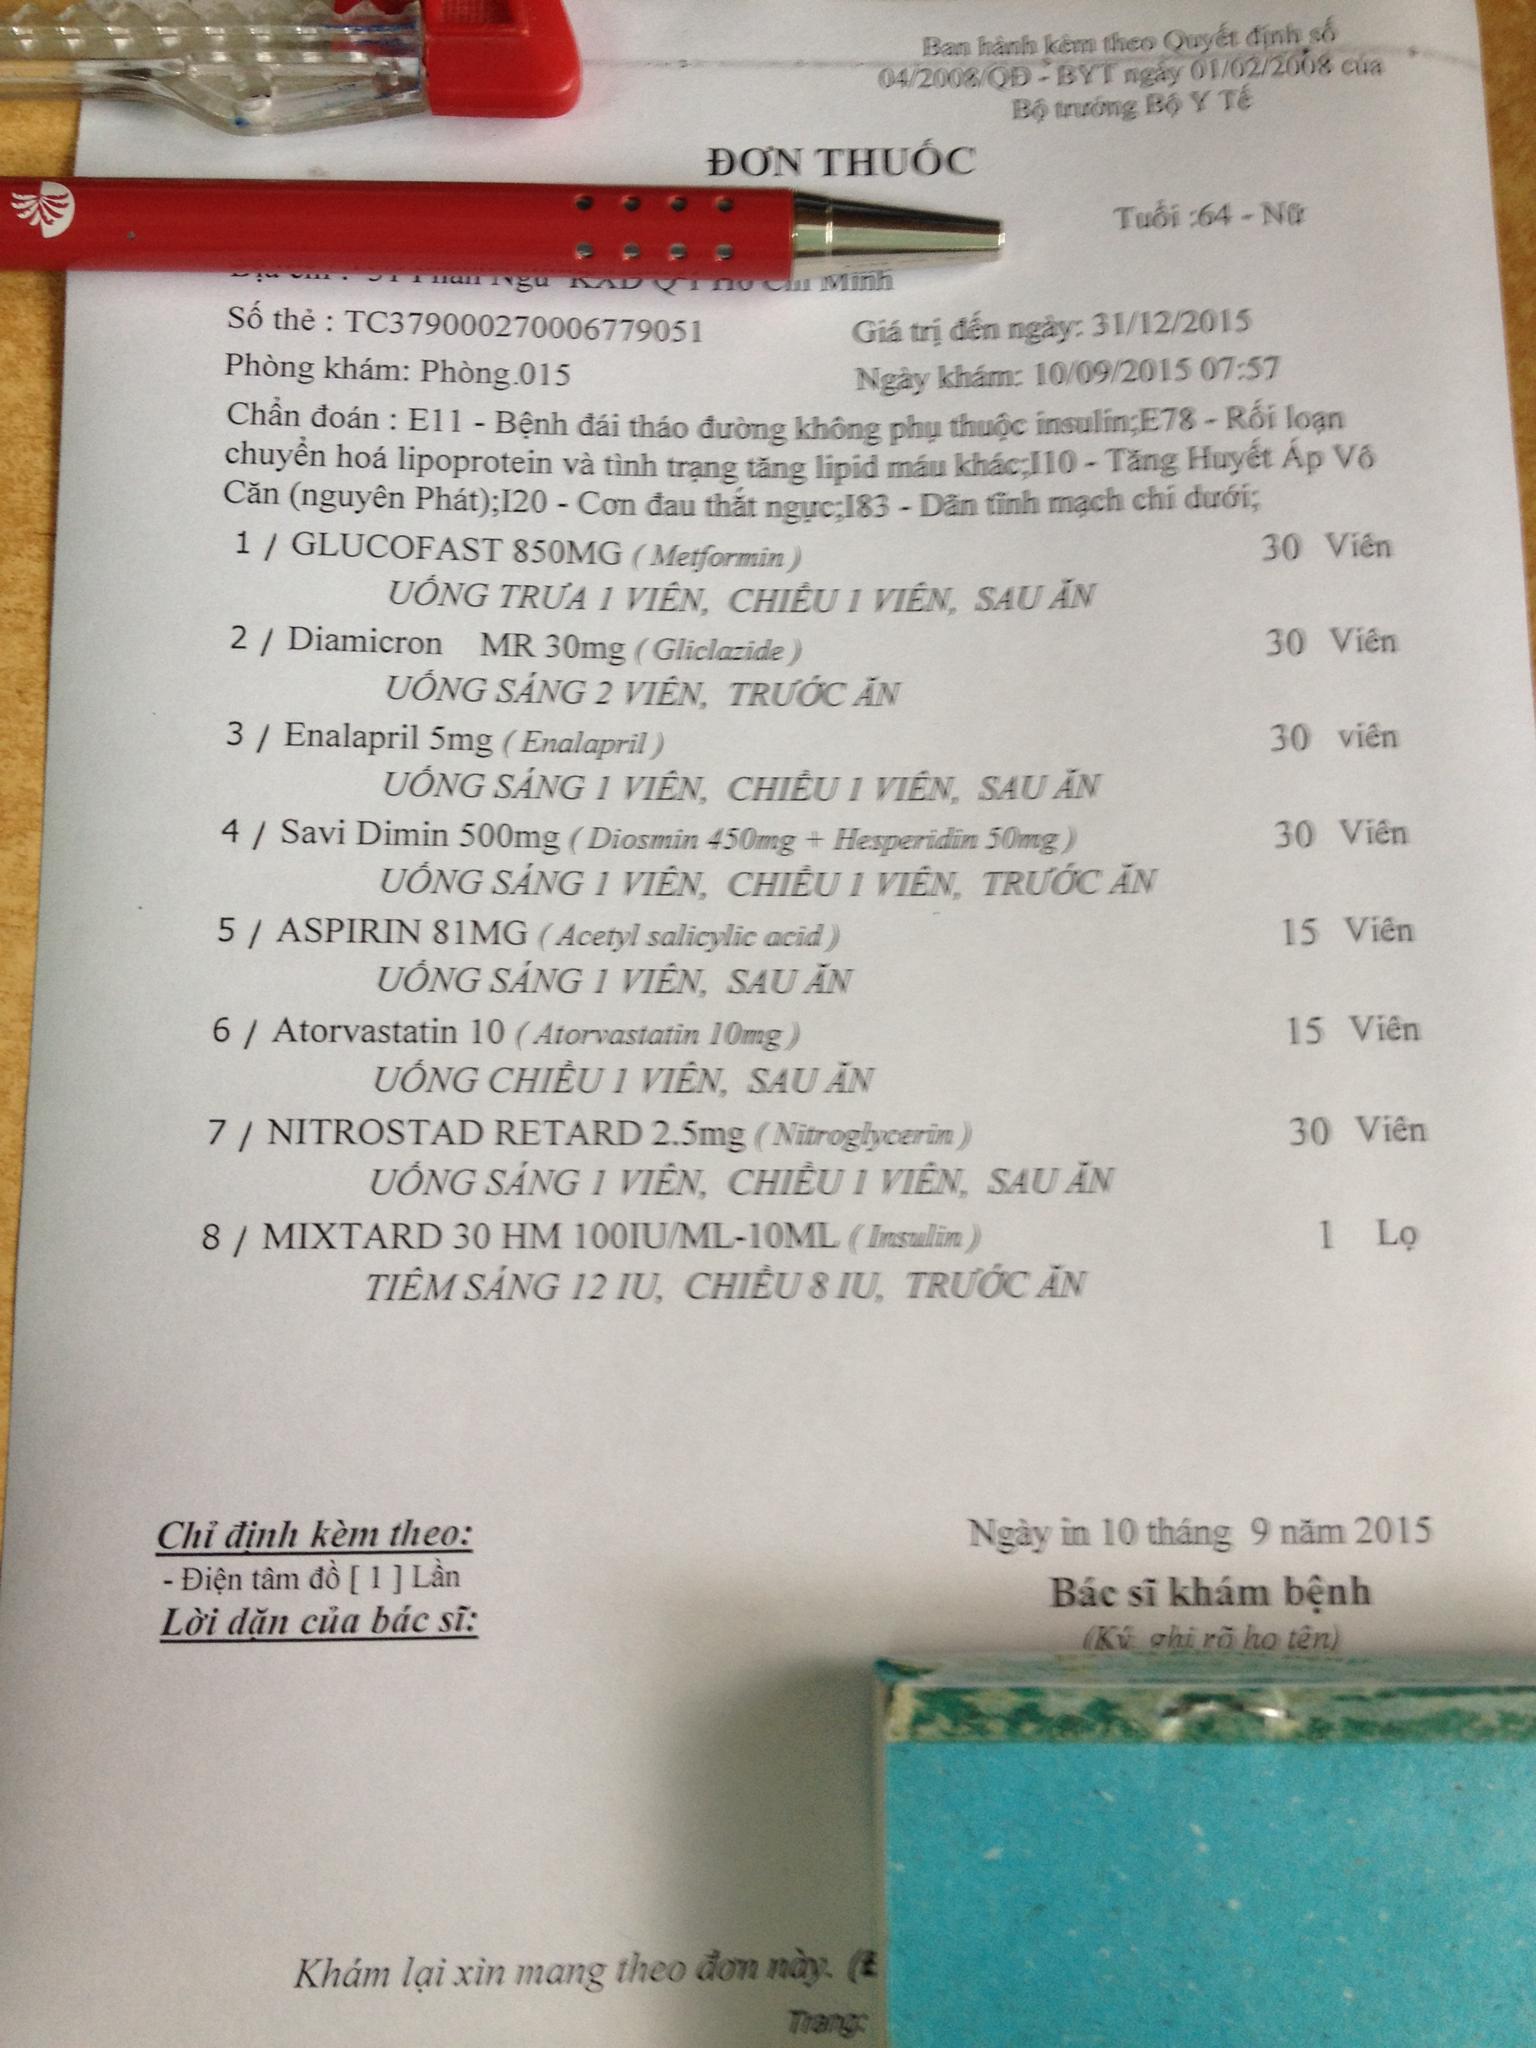 Ban hành kèm theo Quyết định số
04/2008/QĐ - BYT ngày 01/02/2008 của
Bộ trưởng Bộ Y Tế
ĐƠN THUỐC
Tuổi :64 - Nữ
Địa chỉ : 51 Phan Ngữ KXD Q 1 Hồ Chí Minh
Số thẻ : TC379000270006779051 Giá trị đến ngày: 31/12/2015
Phòng khám: Phòng.015 Ngày khám: 10/09/2015 07:57
Chẩn đoán : E11 - Bệnh đái tháo đường không phụ thuộc insulin;E78 - Rối loạn
chuyển hoá lipoprotein và tình trạng tăng lipid máu khác;I10 - Tăng Huyết Áp Vô
Căn (nguyên Phát);I20 - Cơn đau thắt ngực;I83 - Dãn tĩnh mạch chi dưới;
1 / GLUCOFAST 850MG ( Metformin ) 30 Viên
UỐNG TRƯA 1 VIÊN, CHIỀU 1 VIÊN, SAU ĂN
2 / Diamicron MR 30mg ( Gliclazide ) 30 Viên
UỐNG SÁNG 2 VIÊN, TRƯỚC ĂN
3 / Enalapril 5mg ( Enalapril ) 30 viên
UỐNG SÁNG 1 VIÊN, CHIỀU 1 VIÊN, SAU ĂN
4 / Savi Dimin 500mg ( Diosmin 450mg + Hesperidin 50mg ) 30 Viên
UỐNG SÁNG 1 VIÊN, CHIỀU 1 VIÊN, TRƯỚC ĂN
5 / ASPIRIN 81MG ( Acetyl salicylic acid ) 15 Viên
UỐNG SÁNG 1 VIÊN, SAU ĂN
6 / Atorvastatin 10 ( Atorvastatin 10mg ) 15 Viên
UỐNG CHIỀU 1 VIÊN, SAU ĂN
7 / NITROSTAD RETARD 2.5mg ( Nitroglycerin ) 30 Viên
UỐNG SÁNG 1 VIÊN, CHIỀU 1 VIÊN, SAU ĂN
8 / MIXTARD 30 HM 100IU/ML-10ML ( Insulin ) 1 Lọ
TIÊM SÁNG 12 IU, CHIỀU 8 IU, TRƯỚC ĂN
Chỉ định kèm theo:
- Điện tâm đồ [ 1 ] Lần
Lời dặn của bác sĩ:
Ngày in 10 tháng 9 năm 2015
Bác sĩ khám bệnh
(Ký, ghi rõ họ tên)
Khám lại xin mang theo đơn này.
Trang: